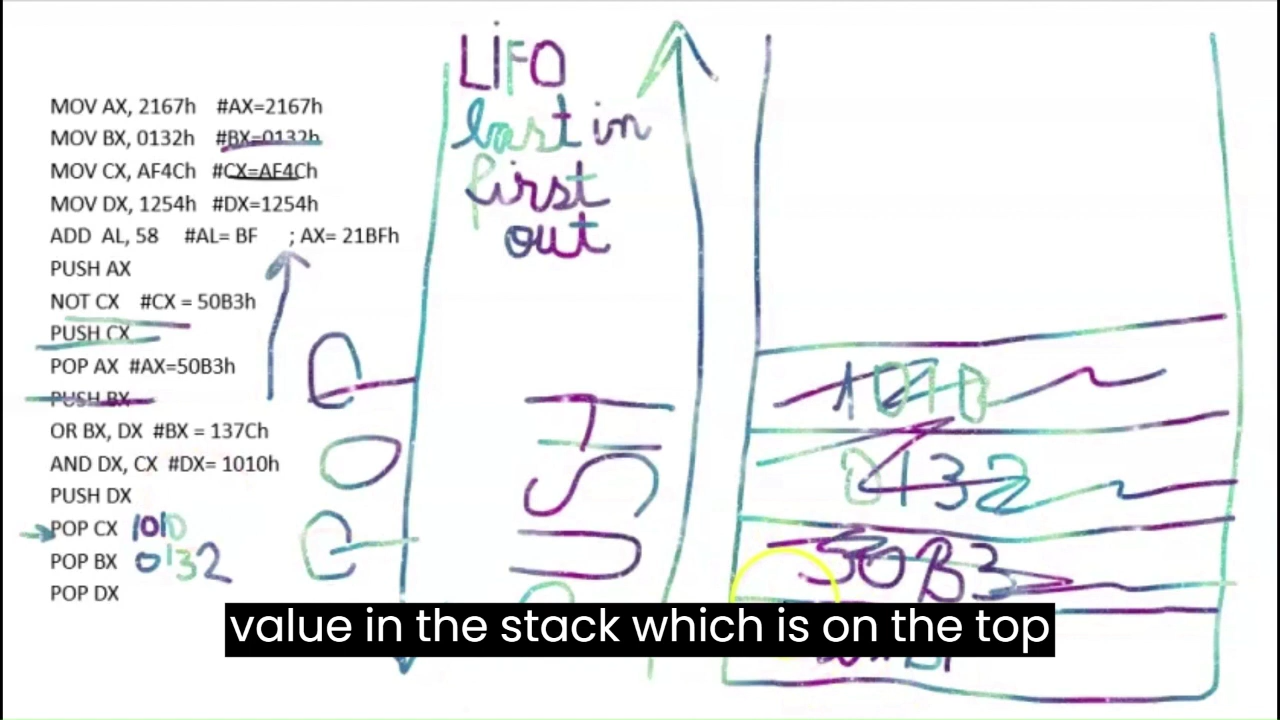 MOV AX, 2167h #AX=2167h
MOV BX, 0132h #BX=0132h
MOV CX, AF4Ch #CX=AF4Ch
MOV DX, 1254h #DX=1254h
ADD AL, 58 #AL= BF ; AX= 21BFh
PUSH AX
NOT CX #CX = 50B3h
PUSH CX
POP AX #AX=50B3h
PUSH BX
OR BX, DX #BX = 137Ch
AND DX, CX #DX= 1010h
PUSH DX
POP CX 1010
POP BX 0132
POP DX
POP
LIFO
last in
first
out
PUSH
1010
0132
50B3
value in the stack which is on the top